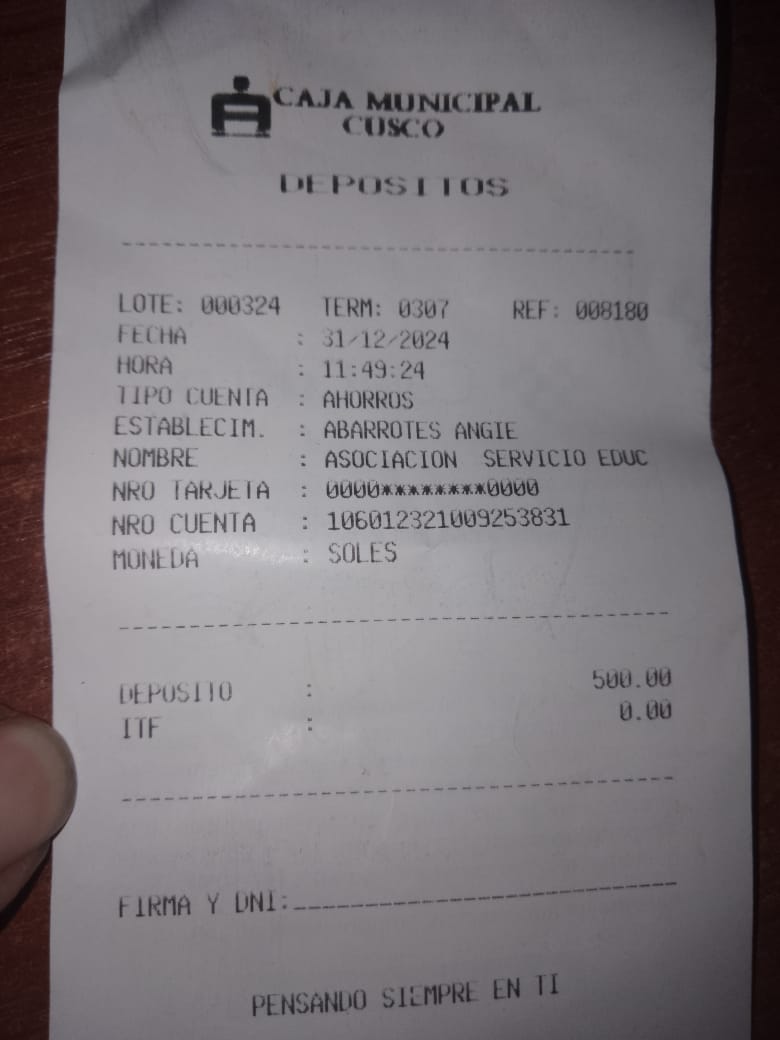 CAJA MUNICIPAL
CUSCO
DEPOSITOS
LOTE: 000324 TERM: 0307 REF: 008180
FECHA : 31/12/2024
HORA : 11:49:24
TIPO CUENTA : AHORROS
ESTABLECIM. : ABARROTES ANGIE
NOMBRE : ASOCIACION SERVICIO EDUC
NRO TARJETA : 0000********0000
NRO CUENTA : 106012321009253831
MONEDA : SOLES
DEPOSITO : 500.00
ITF : 0.00
FIRMA Y DNI:
PENSANDO SIEMPRE EN TI